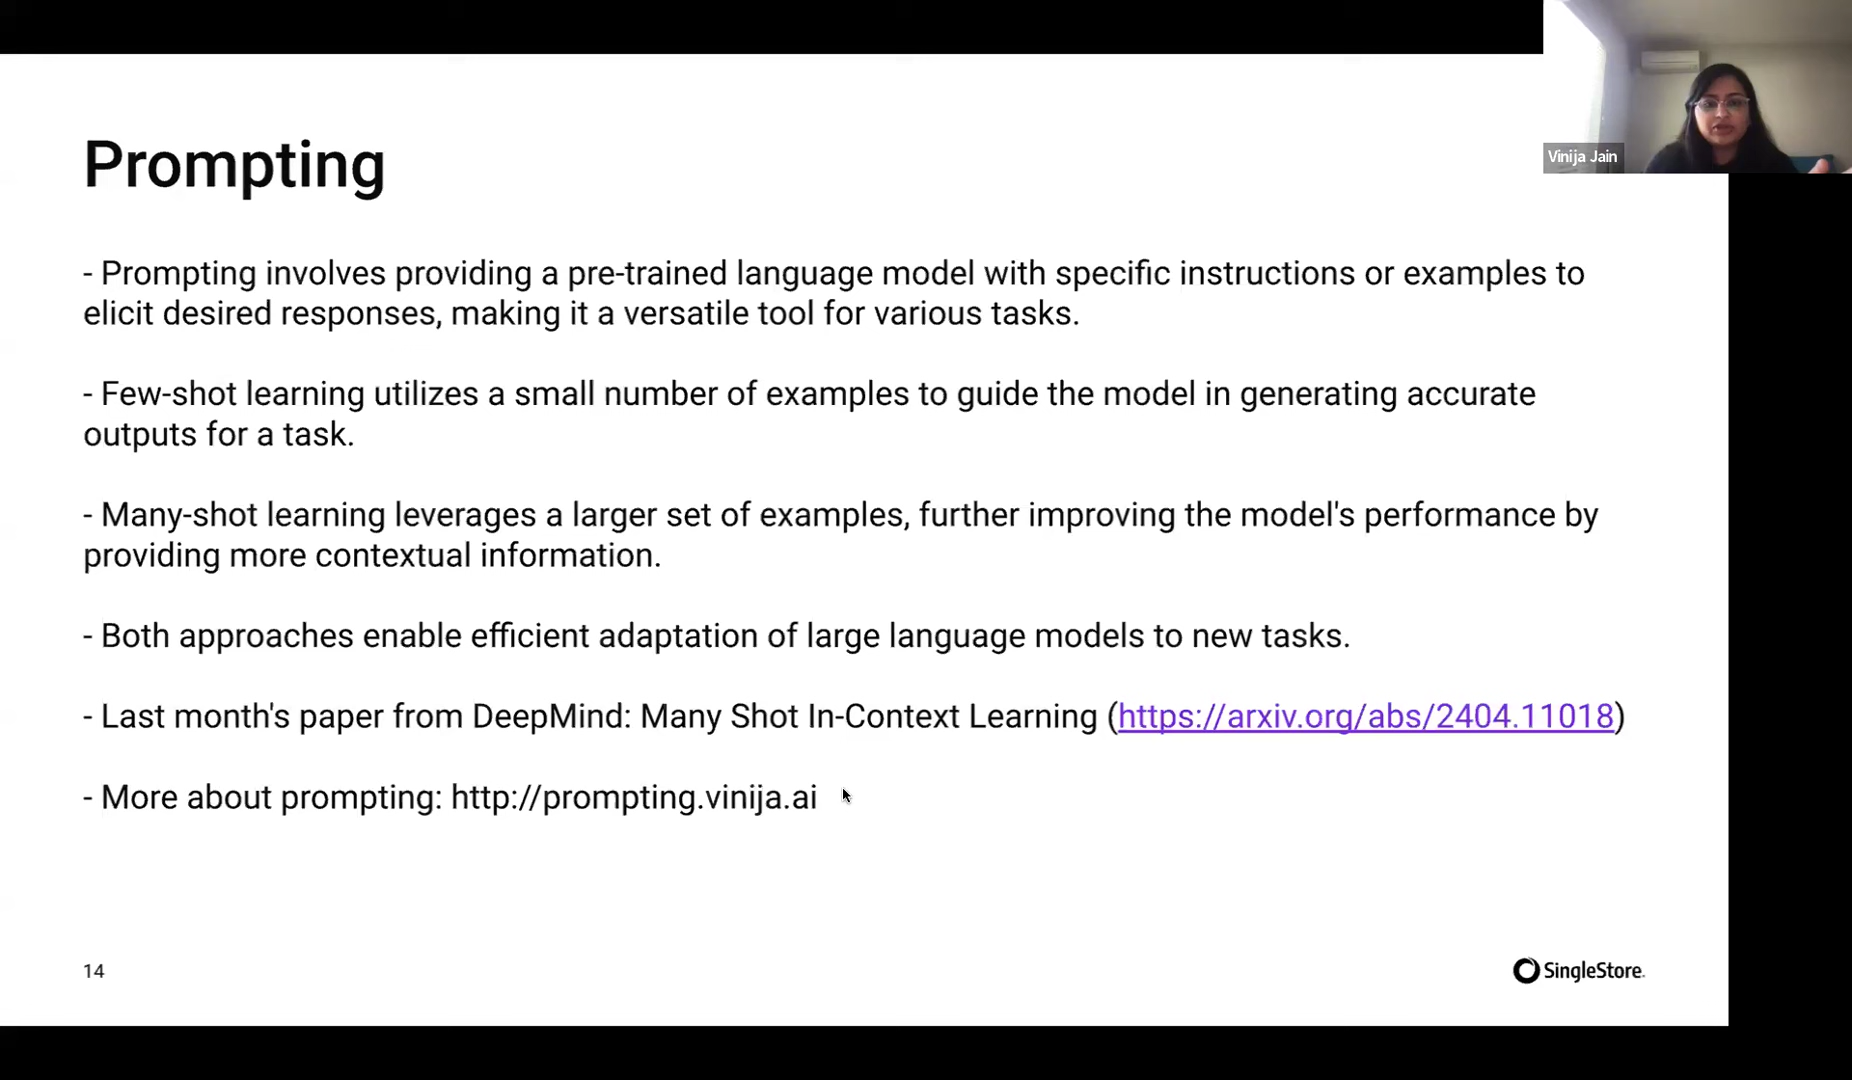 Vinija Jain
Prompting
- Prompting involves providing a pre-trained language model with specific instructions or examples to
elicit desired responses, making it a versatile tool for various tasks.
- Few-shot learning utilizes a small number of examples to guide the model in generating accurate
outputs for a task.
- Many-shot learning leverages a larger set of examples, further improving the model's performance by
providing more contextual information.
- Both approaches enable efficient adaptation of large language models to new tasks.
- Last month's paper from DeepMind: Many Shot In-Context Learning (https://arxiv.org/abs/2404.11018)
- More about prompting: http://prompting.vinija.ai
14
SingleStore.